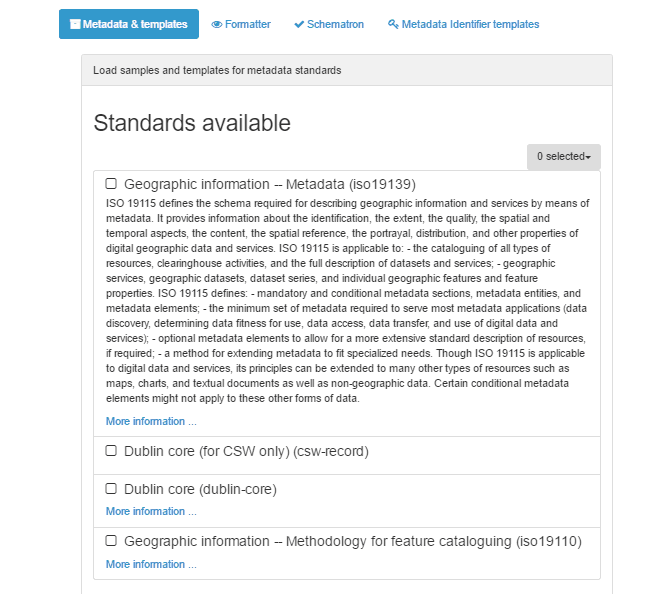 Metadata & templates Formatter Schematron Metadata Identifier templates
Load samples and templates for metadata standards
Standards available
0 selected
Geographic information -- Metadata (iso19139)
ISO 19115 defines the schema required for describing geographic information and services by means of
metadata. It provides information about the identification, the extent, the quality, the spatial and
temporal aspects, the content, the spatial reference, the portrayal, distribution, and other properties of
digital geographic data and services. ISO 19115 is applicable to: - the cataloguing of all types of
resources, clearinghouse activities, and the full description of datasets and services; - geographic
services, geographic datasets, dataset series, and individual geographic features and feature
properties. ISO 19115 defines: - mandatory and conditional metadata sections, metadata entities, and
metadata elements; - the minimum set of metadata required to serve most metadata applications (data
discovery, determining data fitness for use, data access, data transfer, and use of digital data and
services); - optional metadata elements to allow for a more extensive standard description of resources,
if required; - a method for extending metadata to fit specialized needs. Though ISO 19115 is applicable
to digital data and services, its principles can be extended to many other types of resources such as
maps, charts, and textual documents as well as non-geographic data. Certain conditional metadata
elements might not apply to these other forms of data.
More information ...
Dublin core (for CSW only) (csw-record)
Dublin core (dublin-core)
More information ...
Geographic information -- Methodology for feature cataloguing (iso19110)
More information ...